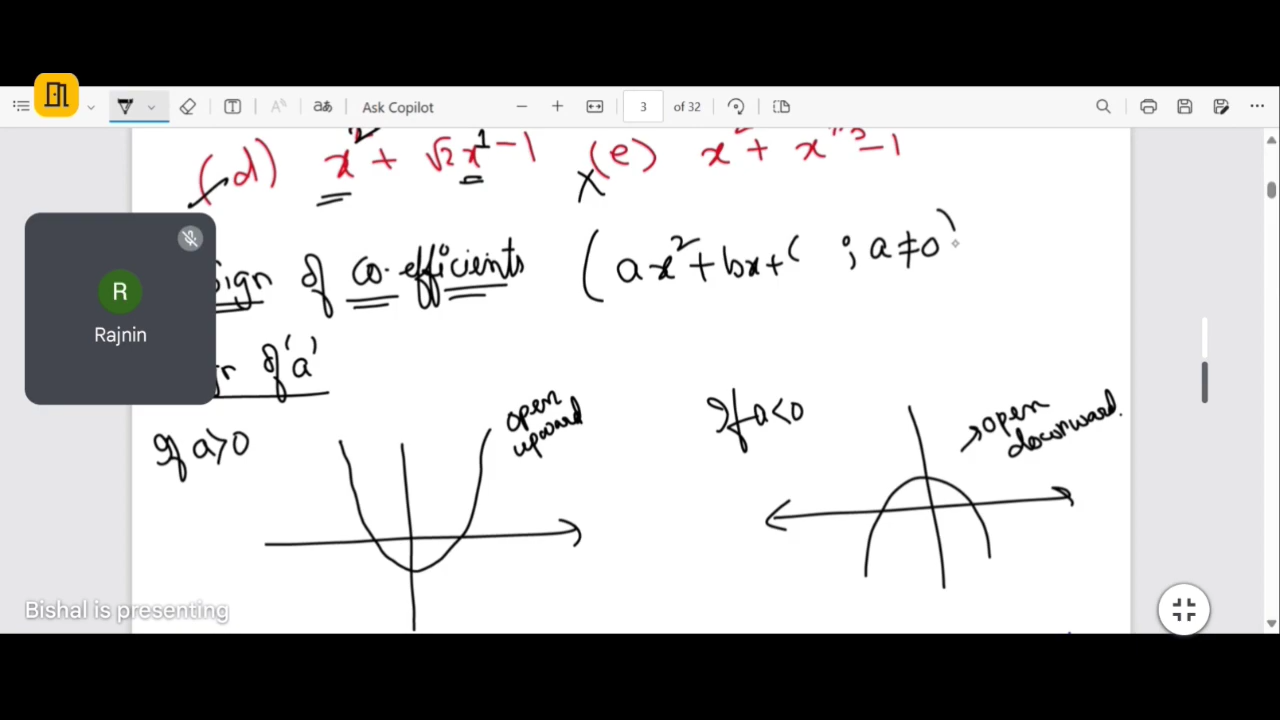 Ask Copilot
3 of 32
(d) x² + √2 x¹ - 1 (e) x² + x - 1
X
Sign of co-efficients (ax² + bx + c ; a ≠ 0)
R
Rajnin
of 'a'
If a > 0
open
upward
If a < 0
→ open
downward.
Bishal is presenting